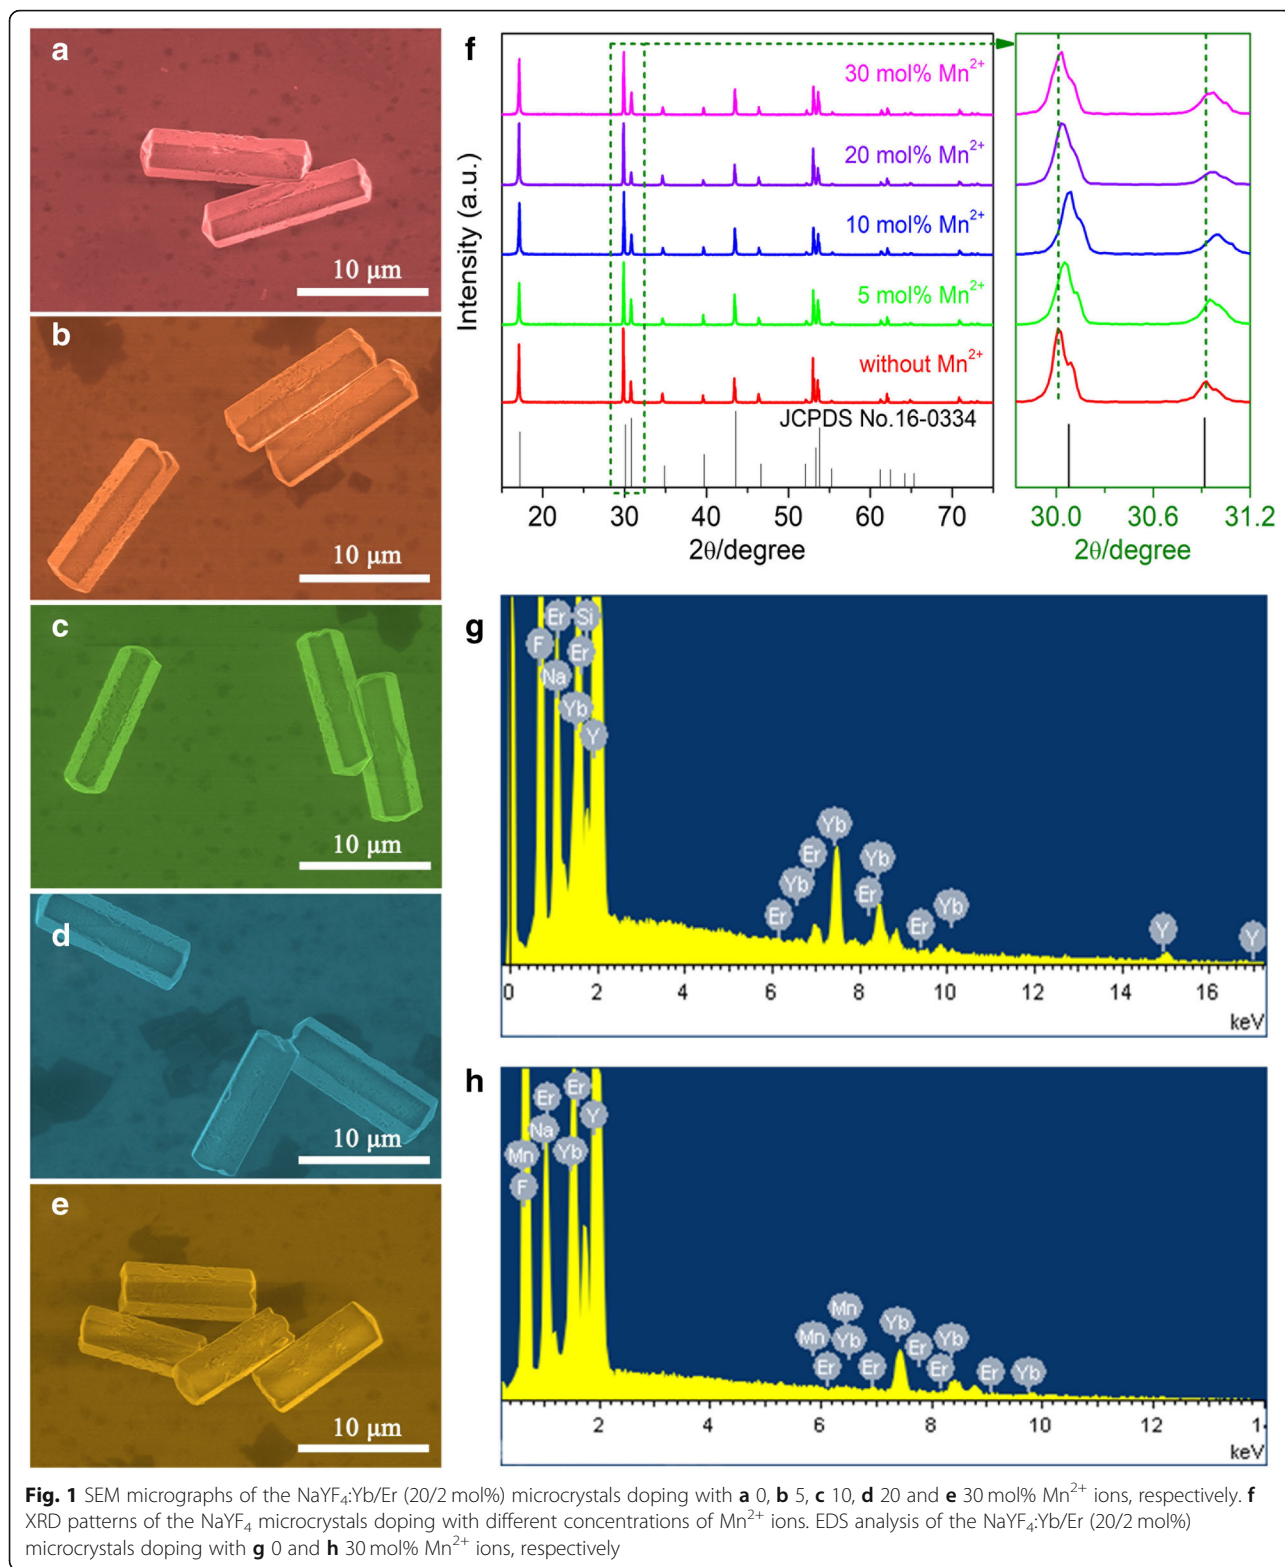 a
10 µm
b
10 µm
c
10 µm
d
10 µm
e
10 µm
f
Intensity (a.u.)
30 mol% Mn2+
20 mol% Mn2+
10 mol% Mn2+
5 mol% Mn2+
without Mn2+
JCPDS No.16-0334
20 30 40 50 60 70
2θ/degree
30.0 30.6 31.2
2θ/degree
g
Er Si
F Er
Na
Yb
Y
Yb
Er Yb
Yb Er
Er Er Yb
Y Y
0 2 4 6 8 10 12 14 16
keV
h
Er Er
Na Y
Mn Yb
F
Mn
Mn Yb Yb Er Yb
Er Er Er Er Yb
2 4 6 8 10 12 1
keV
Fig. 1 SEM micrographs of the NaYF4:Yb/Er (20/2 mol%) microcrystals doping with a 0, b 5, c 10, d 20 and e 30 mol% Mn2+ ions, respectively. f
XRD patterns of the NaYF4 microcrystals doping with different concentrations of Mn2+ ions. EDS analysis of the NaYF4:Yb/Er (20/2 mol%)
microcrystals doping with g 0 and h 30 mol% Mn2+ ions, respectively